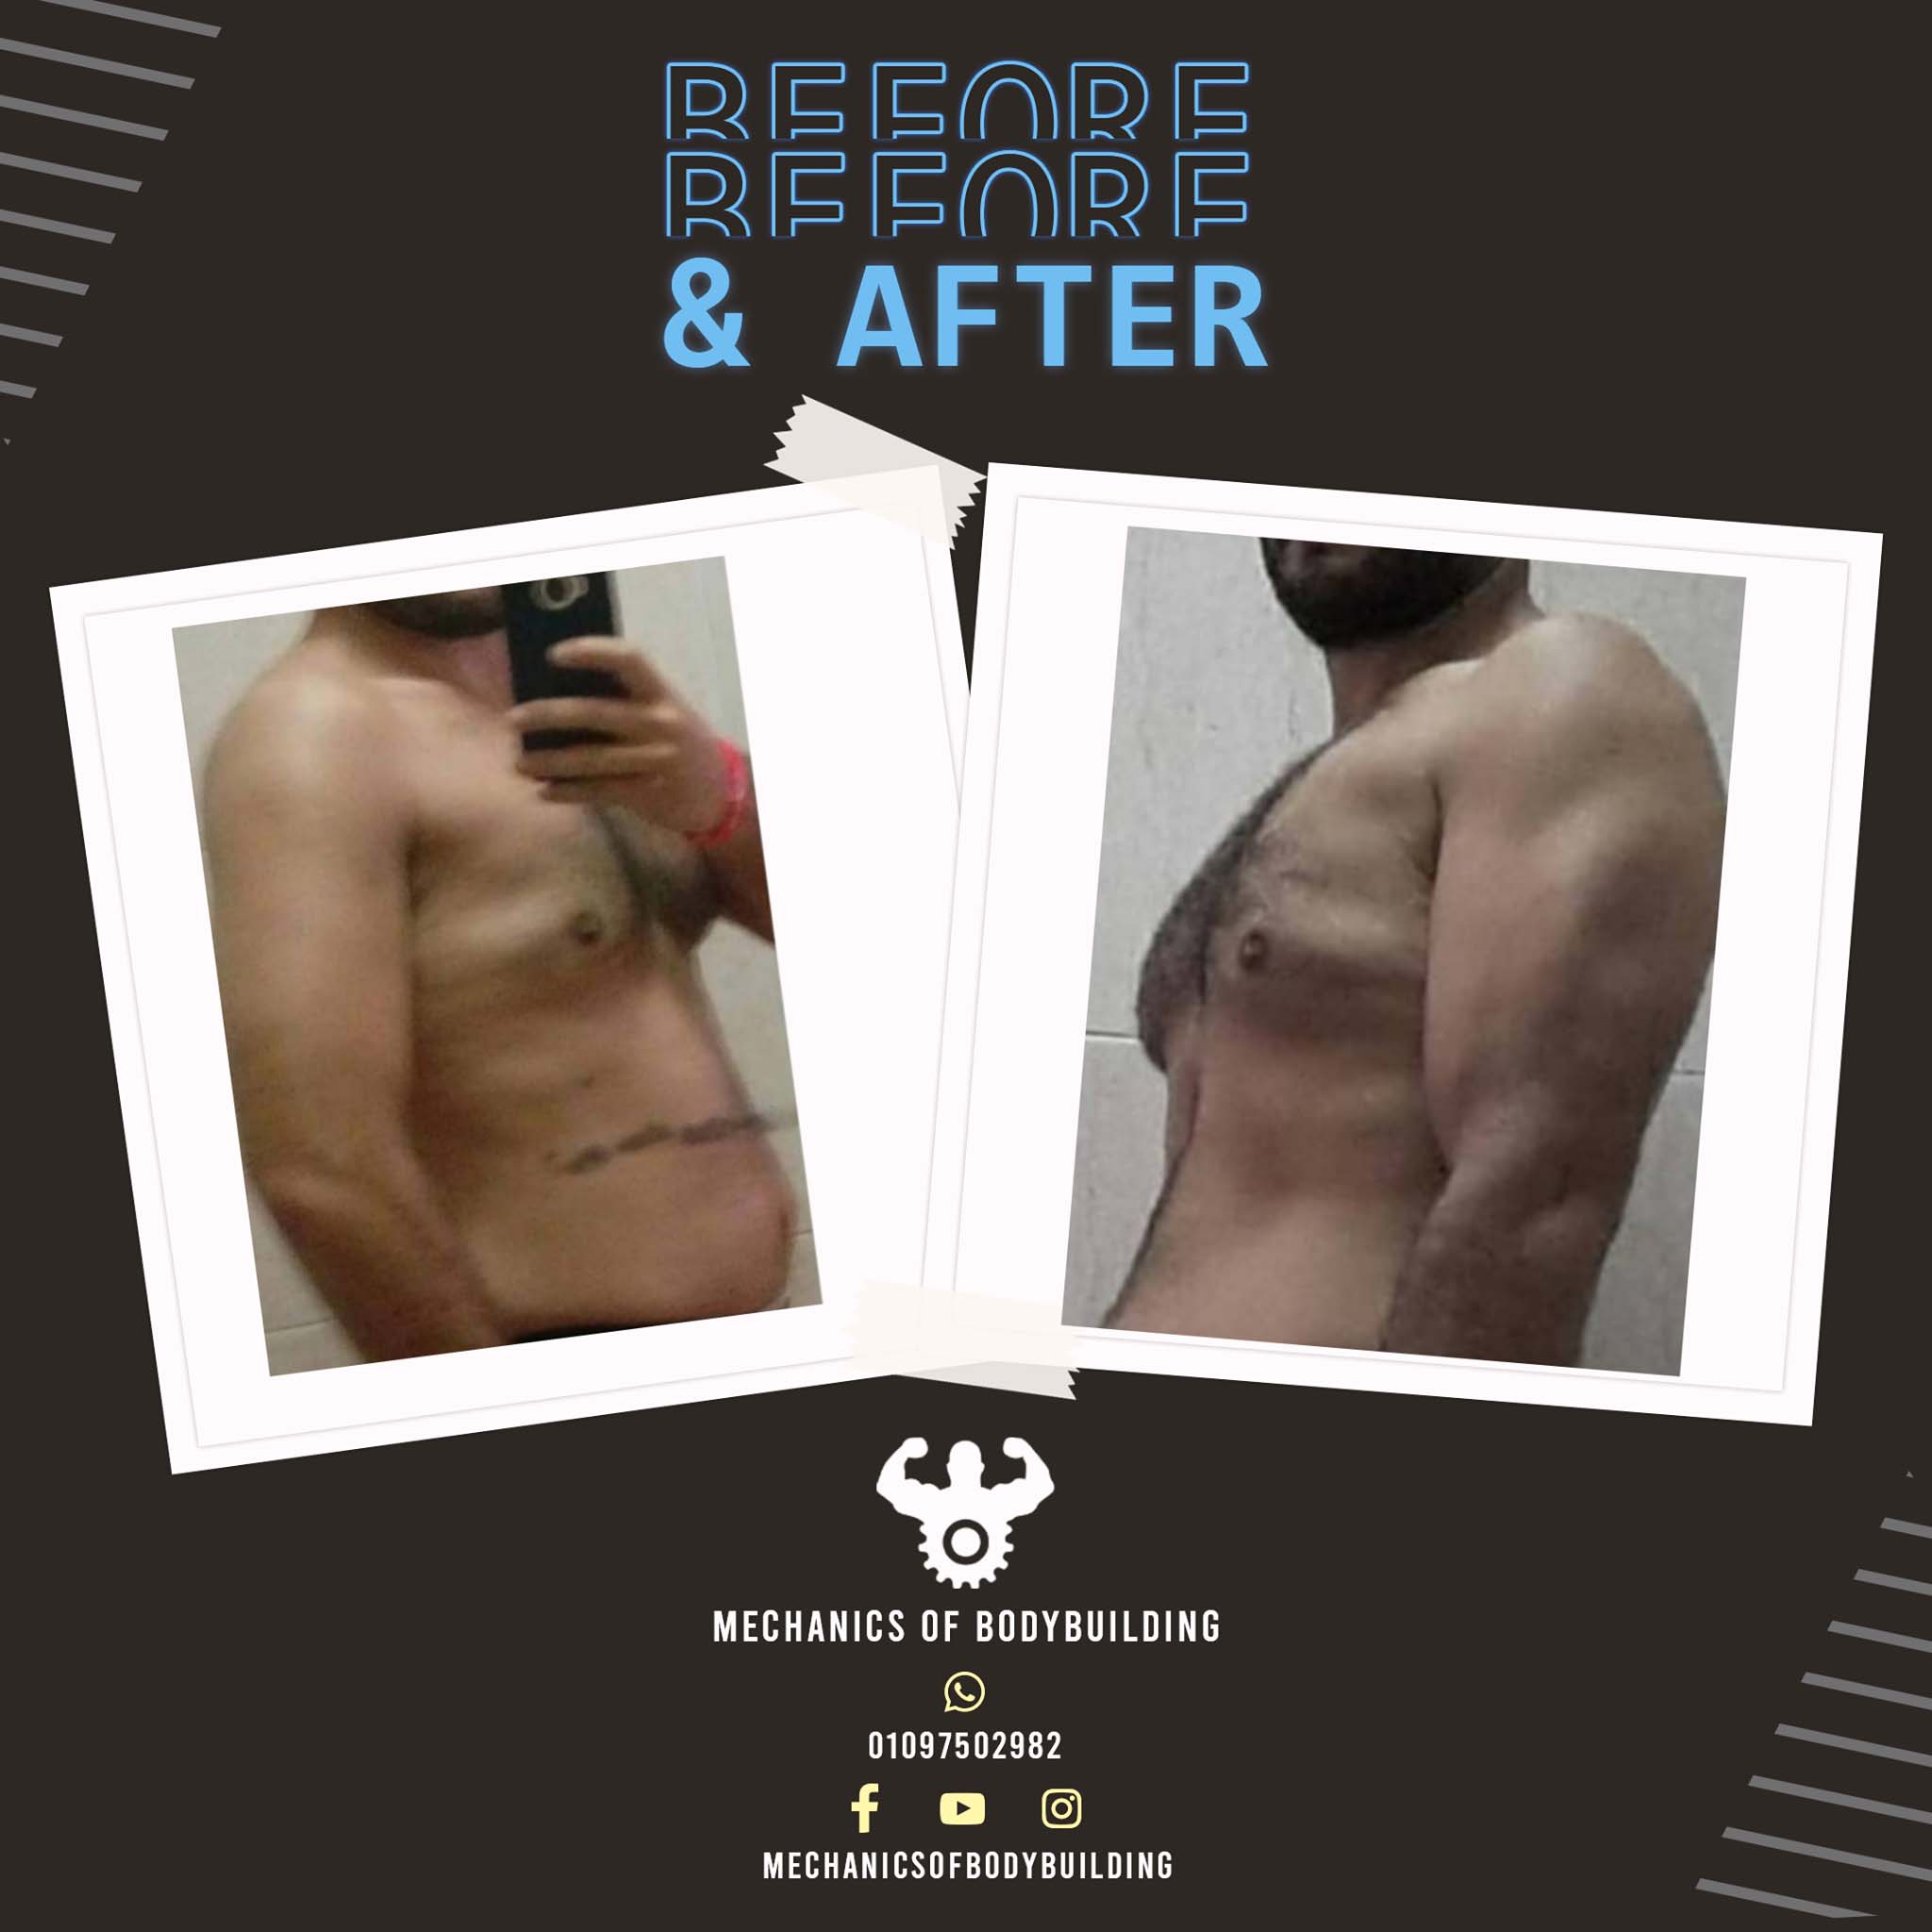 BEFORE
BEFORE
& AFTER
MECHANICS OF BODYBUILDING
01097502982
MECHANICSOFBODYBUILDING